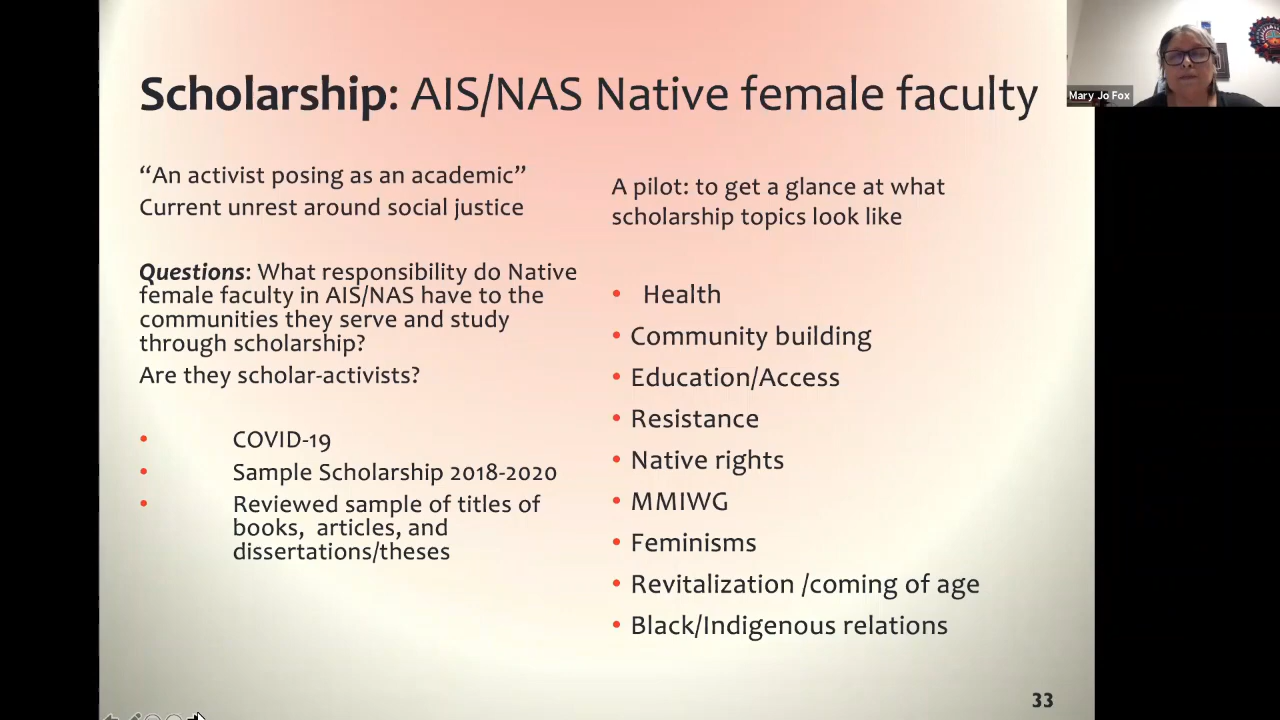 Scholarship: AIS/NAS Native female faculty
Mary Jo Fox
“An activist posing as an academic”
Current unrest around social justice
Questions: What responsibility do Native
female faculty in AIS/NAS have to the
communities they serve and study
through scholarship?
Are they scholar-activists?
• COVID-19
• Sample Scholarship 2018-2020
• Reviewed sample of titles of
books, articles, and
dissertations/theses
A pilot: to get a glance at what
scholarship topics look like
• Health
• Community building
• Education/Access
• Resistance
• Native rights
• MMIWG
• Feminisms
• Revitalization /coming of age
• Black/Indigenous relations
33